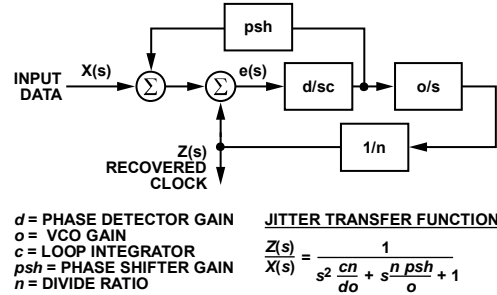 psh
INPUT
DATA
X(s)
Σ
Σ
e(s)
d/sc
o/s
1/n
Z(s)
RECOVERED
CLOCK
d = PHASE DETECTOR GAIN
o = VCO GAIN
c = LOOP INTEGRATOR
psh = PHASE SHIFTER GAIN
n = DIVIDE RATIO
JITTER TRANSFER FUNCTION
Z(s)/X(s) = 1/(s² cn/do + s n psh/o + 1)